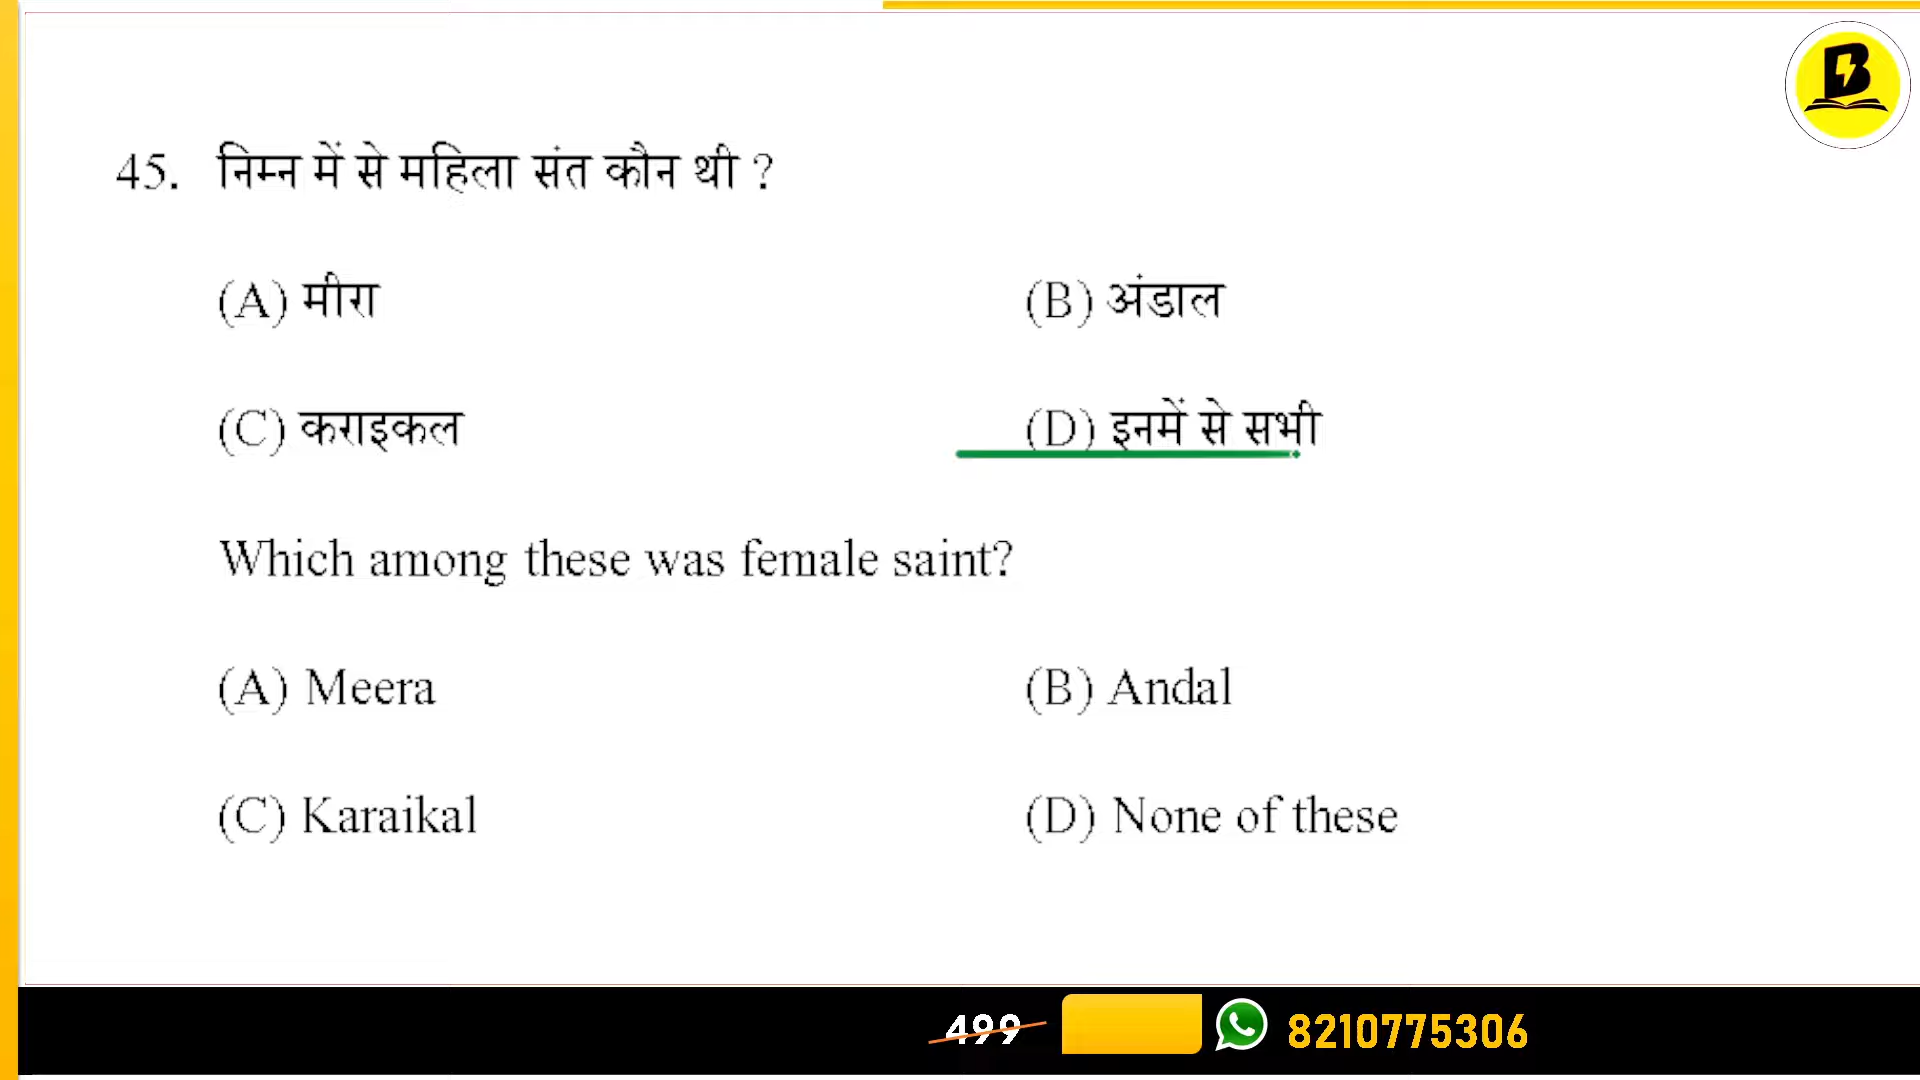 45. निम्न में से महिला संत कौन थी ?
(A) मीरा (B) अंडाल
(C) कराइकल (D) इनमें से सभी
Which among these was female saint?
(A) Meera (B) Andal
(C) Karaikal (D) None of these
499 8210775306